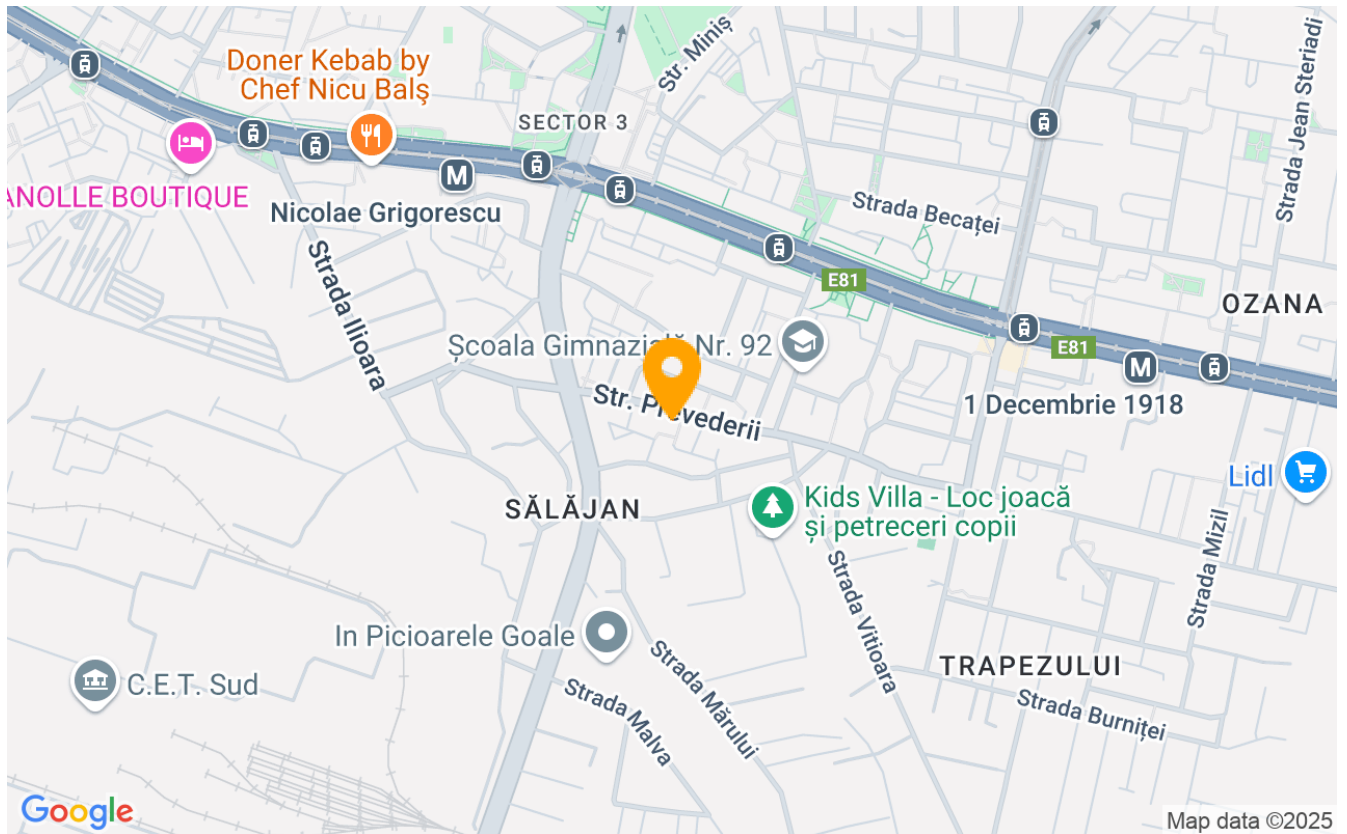 Str. Miniș
Strada Jean Steriadi
Doner Kebab by
Chef Nicu Balş
SECTOR 3
M
ANOLLE BOUTIQUE
Nicolae Grigorescu
Strada Becaței
Strada Ilioara
E81
OZANA
Școala Gimnazială Nr. 92
E81
M
Str. Prevederii
1 Decembrie 1918
Lidl
SĂLĂJAN
Kids Villa - Loc joacă
și petreceri copii
Strada Mizil
Strada Vitioara
In Picioarele Goale
Strada Mărului
TRAPEZULUI
C.E.T. Sud
Strada Malva
Strada Burniței
Google
Map data ©2025